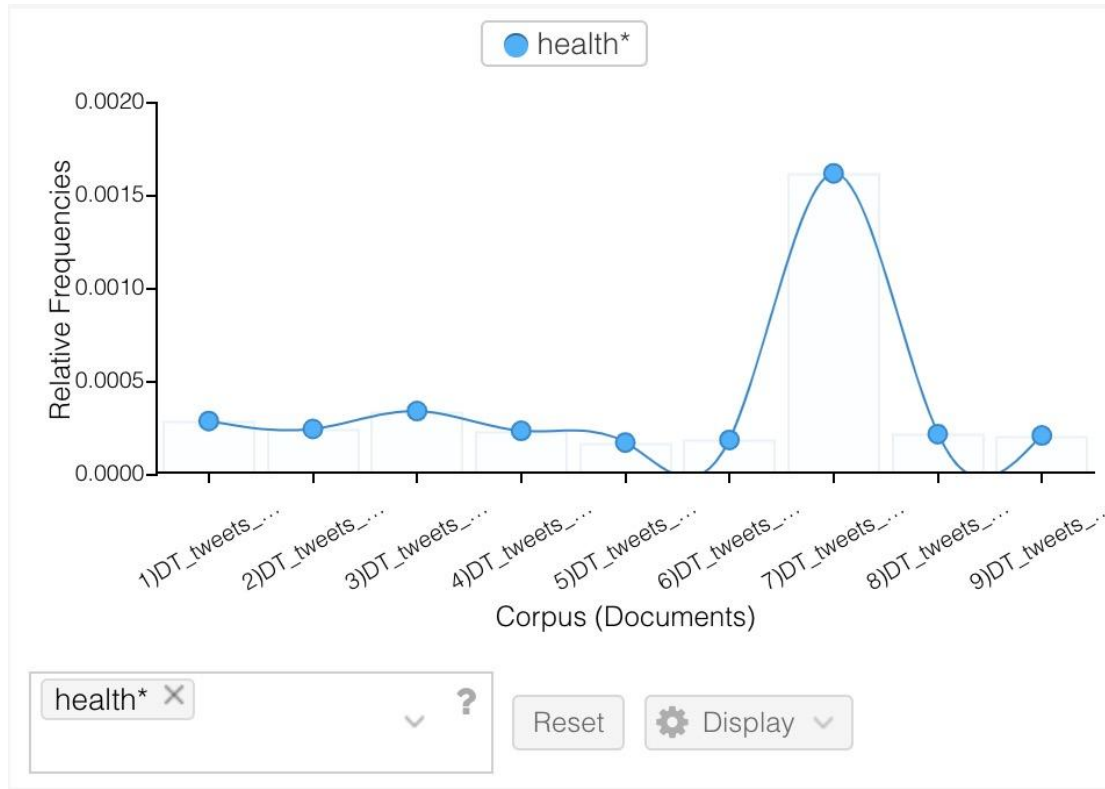 health*
Relative Frequencies
0.0020
0.0015
0.0010
0.0005
0.0000
1)DT_tweets_...
2)DT_tweets_...
3)DT_tweets_...
4)DT_tweets_...
5)DT_tweets_...
6)DT_tweets_...
7)DT_tweets_...
8)DT_tweets_...
9)DT_tweets_...
Corpus (Documents)
health* ×
?
Reset
Display